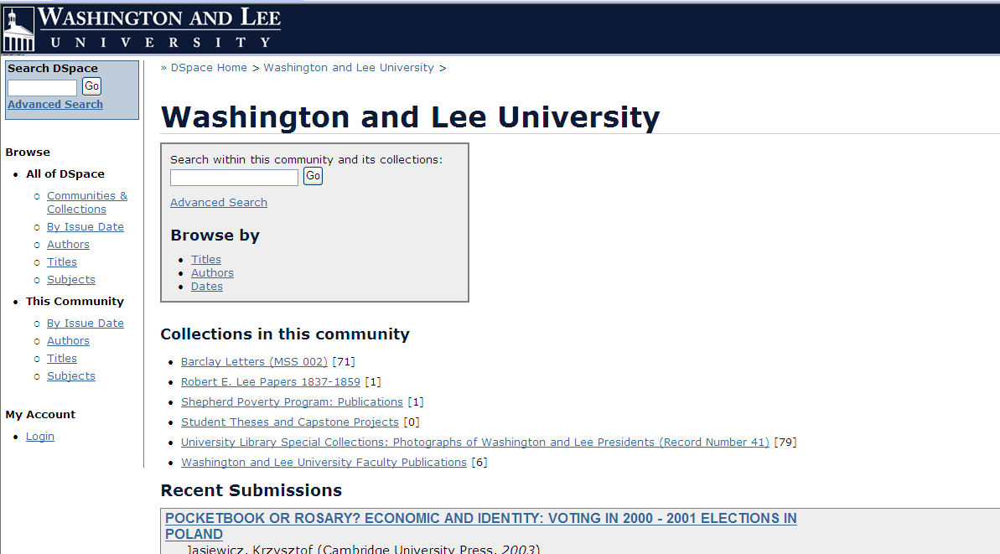 WASHINGTON AND LEE
UNIVERSITY
Search DSpace
Go
Advanced Search
Browse
• All of DSpace
o Communities &
Collections
o By Issue Date
o Authors
o Titles
o Subjects
• This Community
o By Issue Date
o Authors
o Titles
o Subjects
My Account
• Login
» DSpace Home > Washington and Lee University >
Washington and Lee University
Search within this community and its collections:
Go
Advanced Search
Browse by
• Titles
• Authors
• Dates
Collections in this community
• Barclay Letters (MSS 002) [71]
• Robert E. Lee Papers 1837-1859 [1]
• Shepherd Poverty Program: Publications [1]
• Student Theses and Capstone Projects [0]
• University Library Special Collections: Photographs of Washington and Lee Presidents (Record Number 41) [79]
• Washington and Lee University Faculty Publications [6]
Recent Submissions
POCKETBOOK OR ROSARY? ECONOMIC AND IDENTITY: VOTING IN 2000 - 2001 ELECTIONS IN
POLAND
Jasiewicz, Krzysztof (Cambridge University Press, 2003)